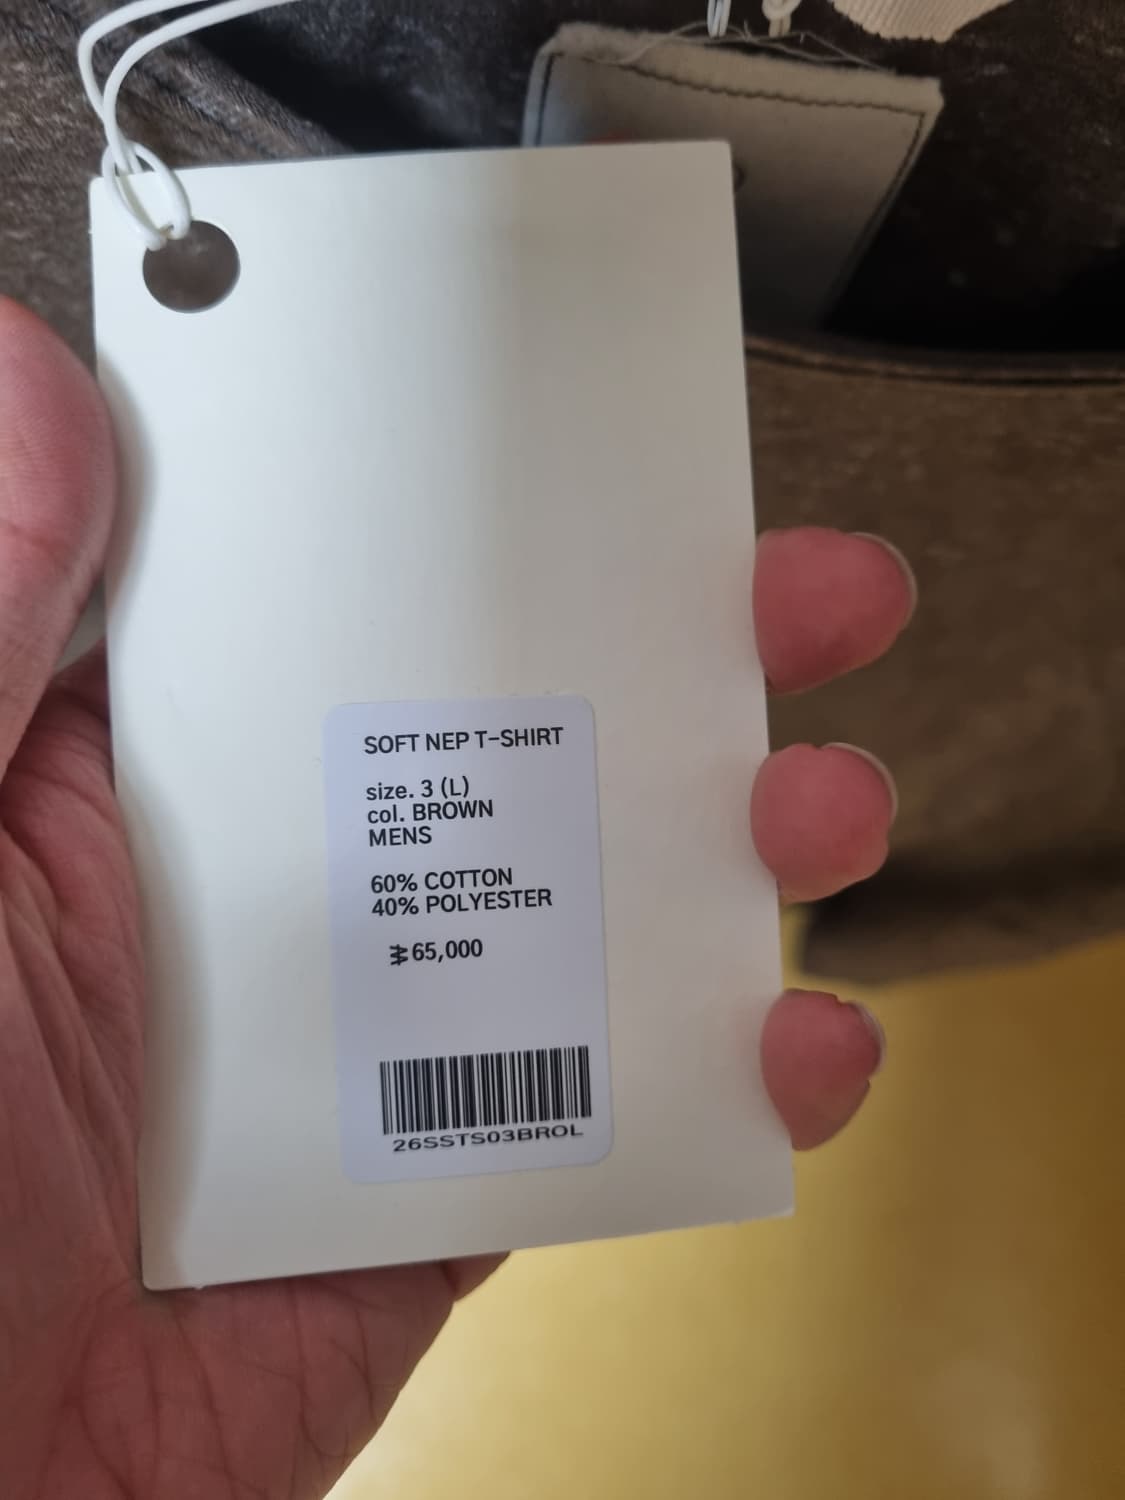 SOFT NEP T-SHIRT
size. 3 (L)
col. BROWN
MENS
60% COTTON
40% POLYESTER
₩65,000
26SSTS03BROL